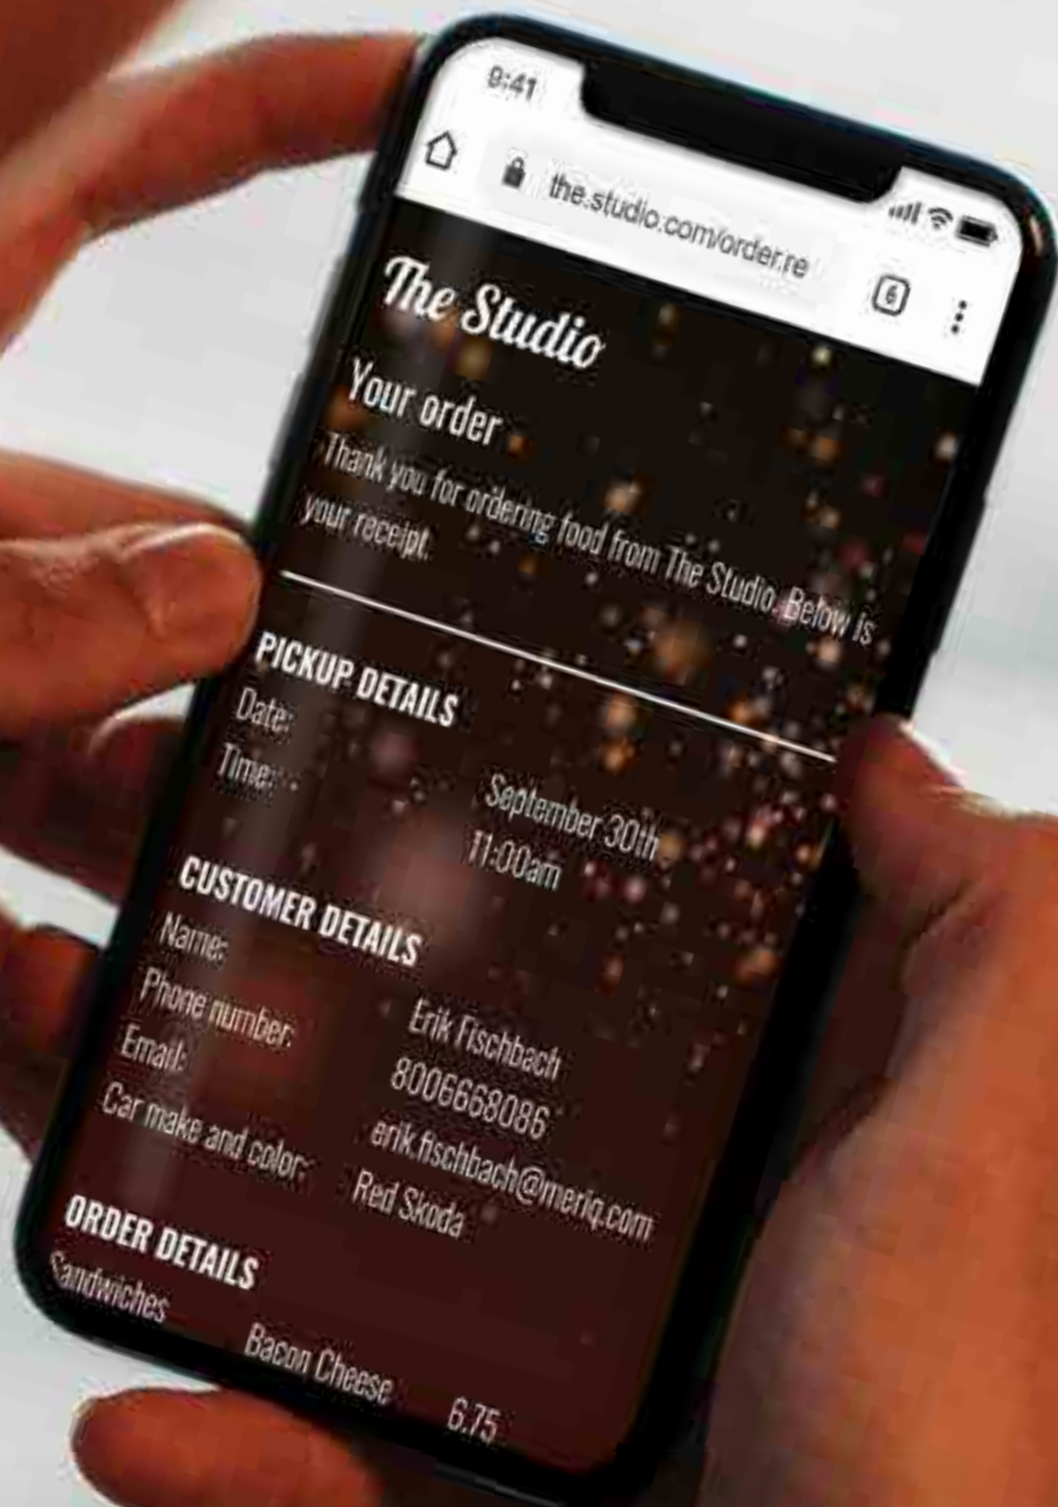 9:41
the.studio.com/order.re
6
The Studio
Your order
Thank you for ordering food from The Studio. Below is
your receipt.
PICKUP DETAILS
Date: September 30th
Time: 11:00am
CUSTOMER DETAILS
Name: Erik Fischbach
Phone number: 8006668086
Email: erik.fischbach@meriq.com
Car make and color: Red Skoda
ORDER DETAILS
Sandwiches Bacon Cheese 6.75